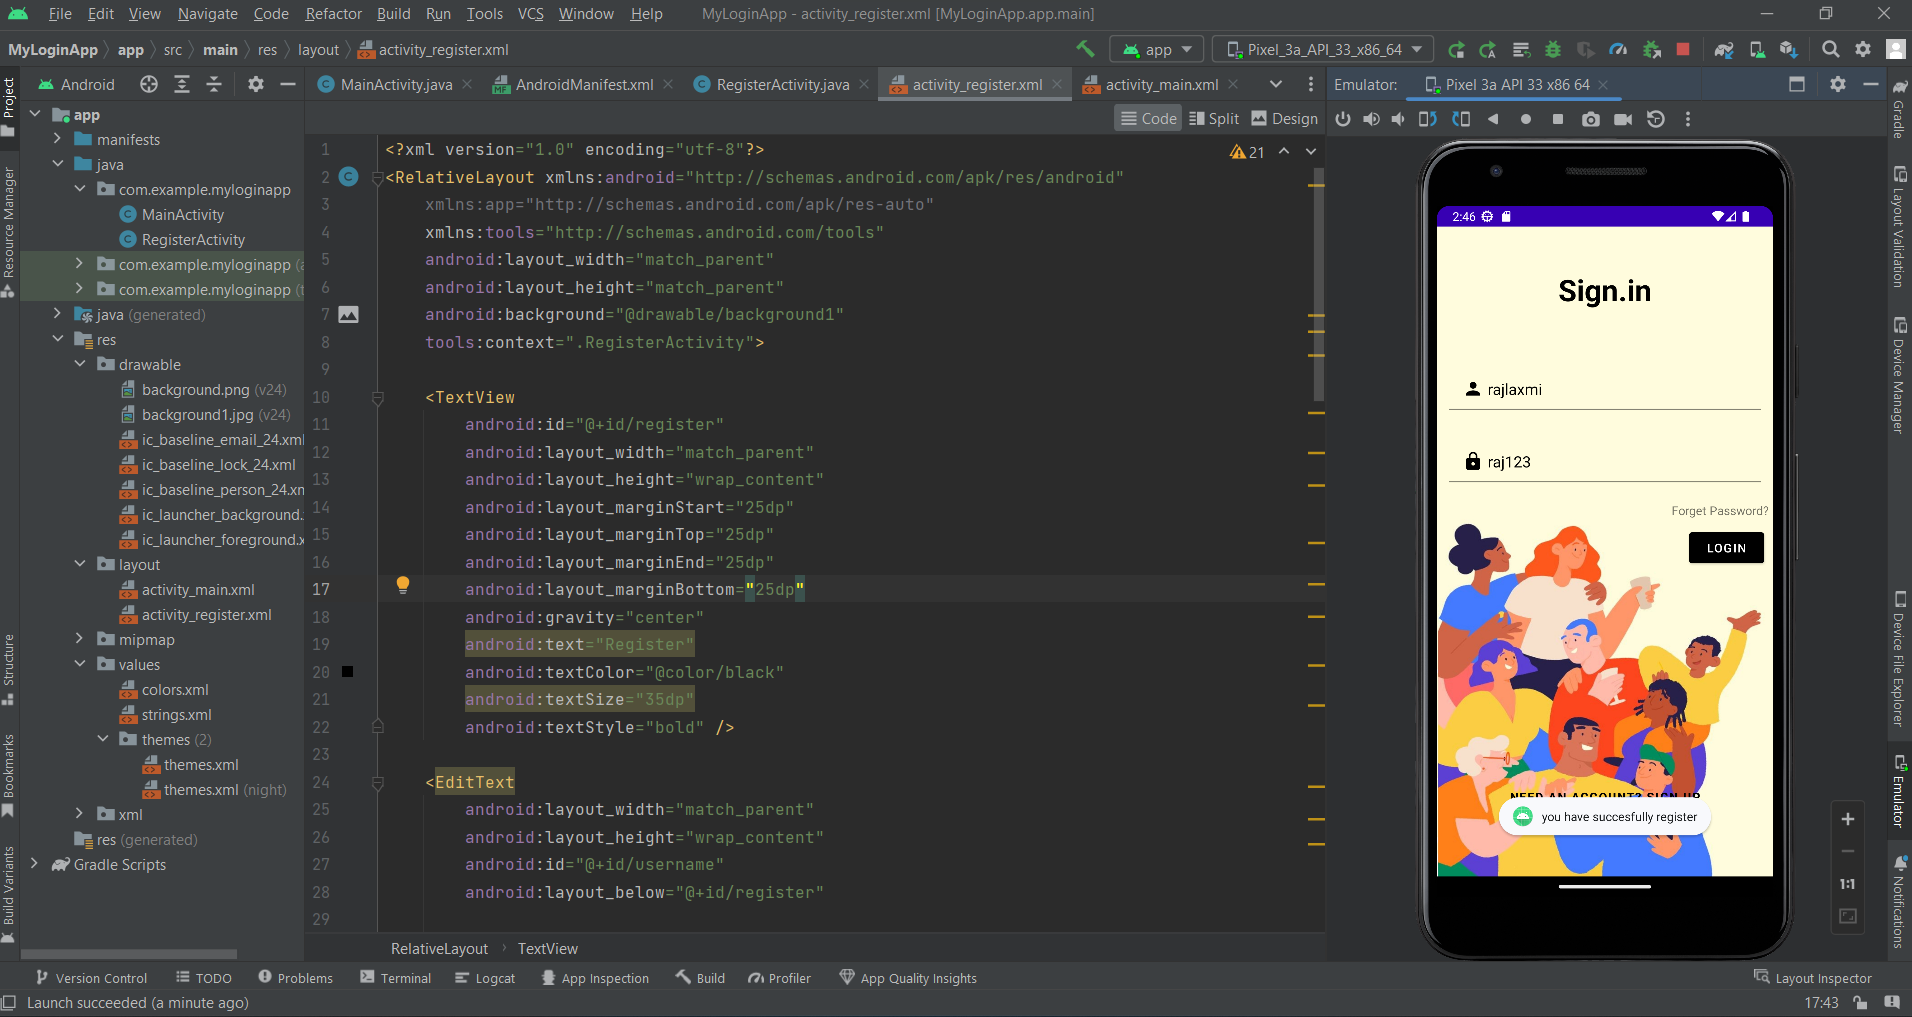 File Edit View Navigate Code Refactor Build Run Tools VCS Window Help MyLoginApp - activity_register.xml [MyLoginApp.app.main]
MyLoginApp app src main res layout activity_register.xml app Pixel_3a_API_33_x86_64
Project
Resource Manager
Structure
Bookmarks
Build Variants
Android
app
manifests
java
com.example.myloginapp
MainActivity
RegisterActivity
com.example.myloginapp (a
com.example.myloginapp (t
java (generated)
res
drawable
background.png (v24)
background1.jpg (v24)
ic_baseline_email_24.xml
ic_baseline_lock_24.xml
ic_baseline_person_24.xm
ic_launcher_background.
ic_launcher_foreground.x
layout
activity_main.xml
activity_register.xml
mipmap
values
colors.xml
strings.xml
themes (2)
themes.xml
themes.xml (night)
xml
res (generated)
Gradle Scripts
MainActivity.java AndroidManifest.xml RegisterActivity.java activity_register.xml activity_main.xml
Code Split Design
21
1 <?xml version="1.0" encoding="utf-8"?>
2 <RelativeLayout xmlns:android="http://schemas.android.com/apk/res/android"
3 xmlns:app="http://schemas.android.com/apk/res-auto"
4 xmlns:tools="http://schemas.android.com/tools"
5 android:layout_width="match_parent"
6 android:layout_height="match_parent"
7 android:background="@drawable/background1"
8 tools:context=".RegisterActivity">
9
10 <TextView
11 android:id="@+id/register"
12 android:layout_width="match_parent"
13 android:layout_height="wrap_content"
14 android:layout_marginStart="25dp"
15 android:layout_marginTop="25dp"
16 android:layout_marginEnd="25dp"
17 android:layout_marginBottom="25dp"
18 android:gravity="center"
19 android:text="Register"
20 android:textColor="@color/black"
21 android:textSize="35dp"
22 android:textStyle="bold" />
23
24 <EditText
25 android:layout_width="match_parent"
26 android:layout_height="wrap_content"
27 android:id="@+id/username"
28 android:layout_below="@+id/register"
29
RelativeLayout TextView
Emulator: Pixel 3a API 33 x86 64
2:46
Sign.in
rajlaxmi
raj123
Forget Password?
LOGIN
NEED AN ACCOUNT? SIGN UP
you have succesfully register
1:1
Gradle
Layout Validation
Device Manager
Device File Explorer
Emulator
Notifications
Version Control TODO Problems Terminal Logcat App Inspection Build Profiler App Quality Insights Layout Inspector
Launch succeeded (a minute ago) 17:43